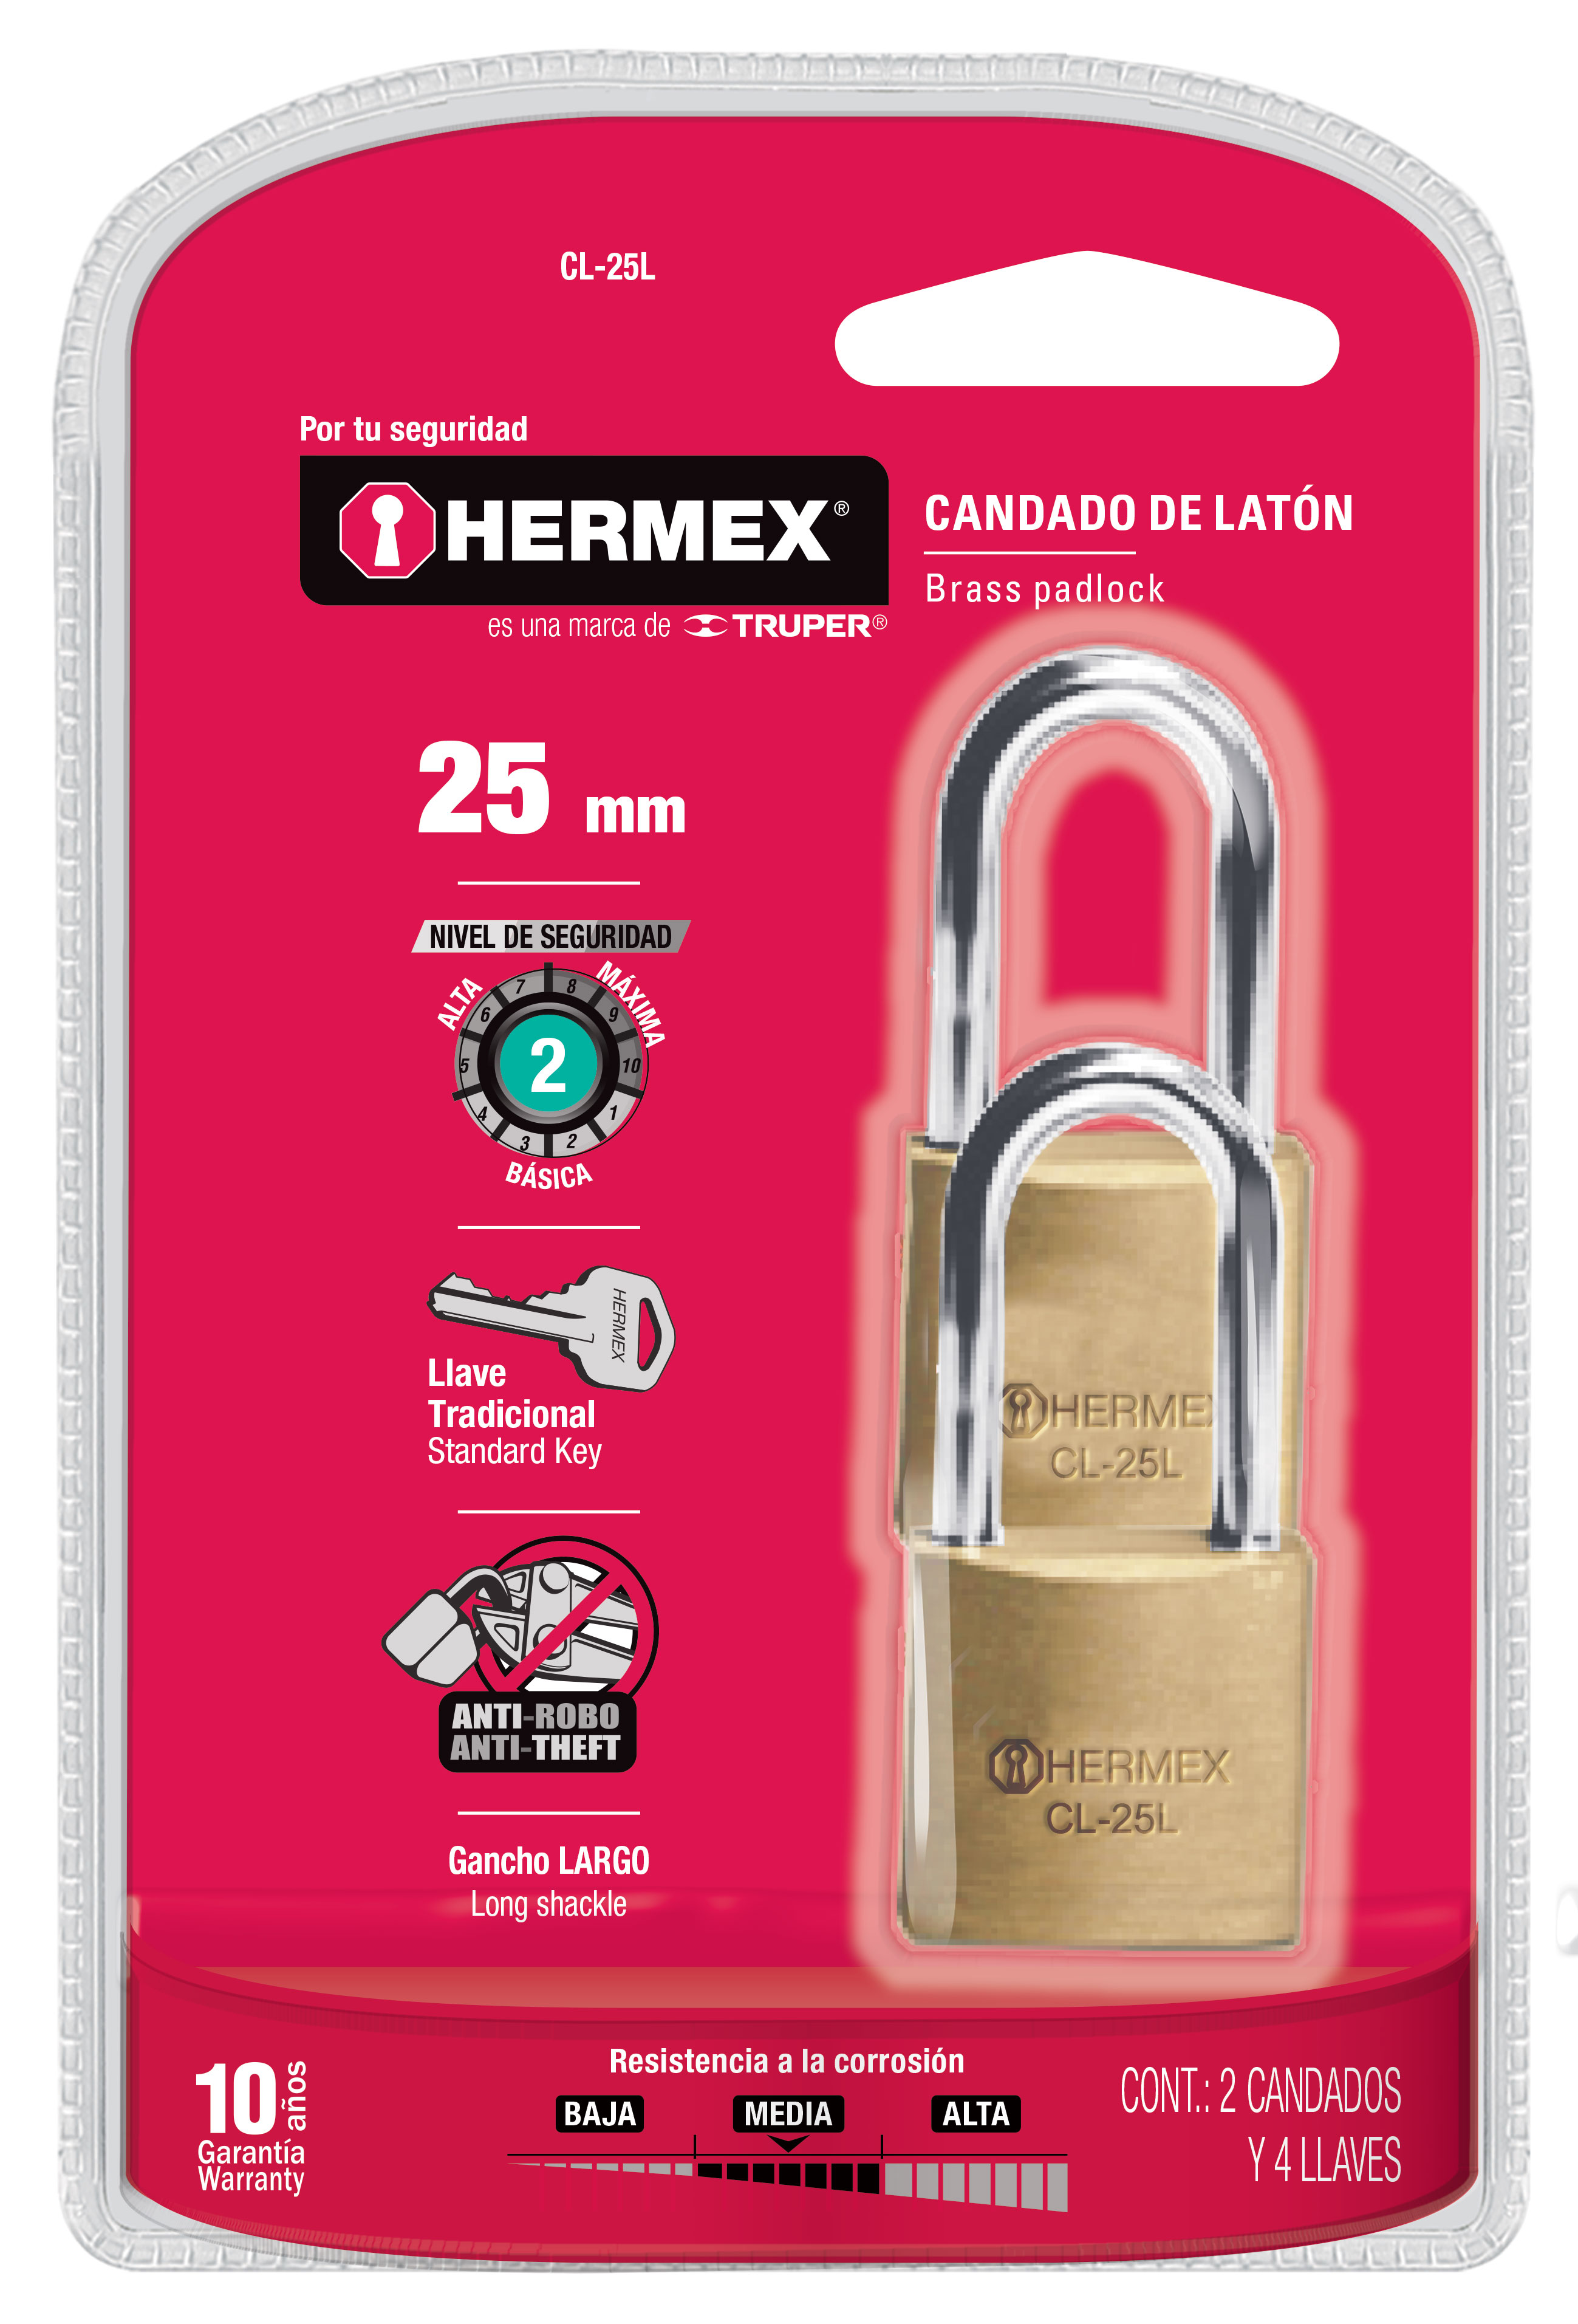 CL-25L
Por tu seguridad
HERMEX®
es una marca de TRUPER®
CANDADO DE LATÓN
Brass padlock
25 mm
NIVEL DE SEGURIDAD
ALTA
MÁXIMA
7 8
6 9
5 2 10
4 1
3 2
BÁSICA
HERMEX
Llave
Tradicional
Standard Key
ANTI-ROBO
ANTI-THEFT
Gancho LARGO
Long shackle
HERMEX
CL-25L
HERMEX
CL-25L
10 años
Garantía
Warranty
Resistencia a la corrosión
BAJA MEDIA ALTA
CONT.: 2 CANDADOS
Y 4 LLAVES